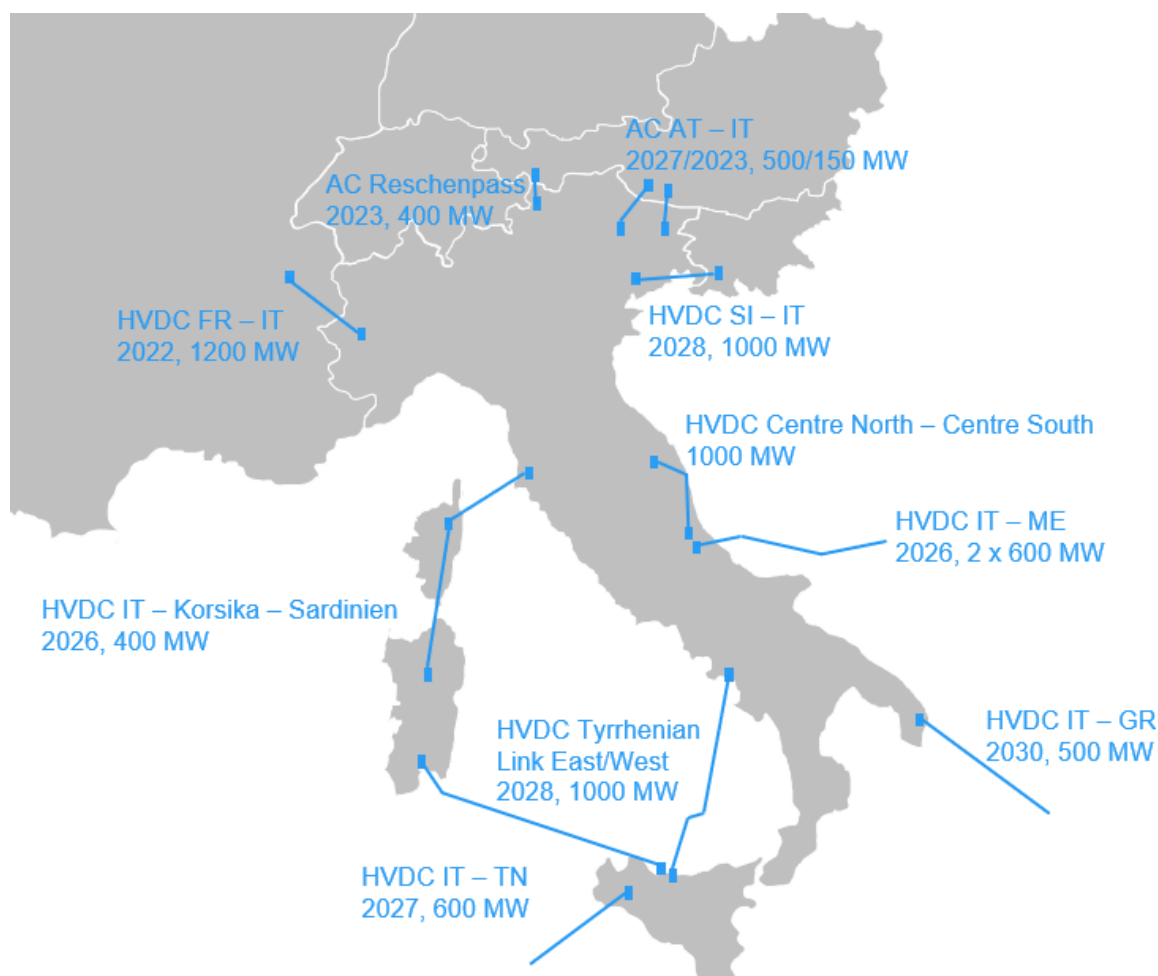 AC AT – IT
2027/2023, 500/150 MW
AC Reschenpass
2023, 400 MW
HVDC FR – IT
2022, 1200 MW
HVDC SI – IT
2028, 1000 MW
HVDC Centre North – Centre South
1000 MW
HVDC IT – ME
2026, 2 x 600 MW
HVDC IT – Korsika – Sardinien
2026, 400 MW
HVDC Tyrrhenian
Link East/West
2028, 1000 MW
HVDC IT – GR
2030, 500 MW
HVDC IT – TN
2027, 600 MW